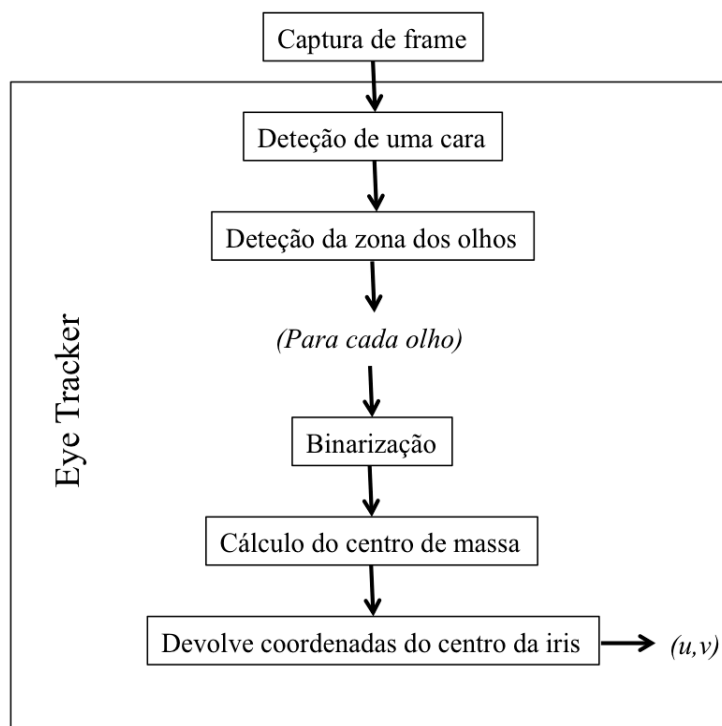 Captura de frame
Deteção de uma cara
Deteção da zona dos olhos
(Para cada olho)
Eye Tracker
Binarização
Cálculo do centro de massa
Devolve coordenadas do centro da iris
(u,v)